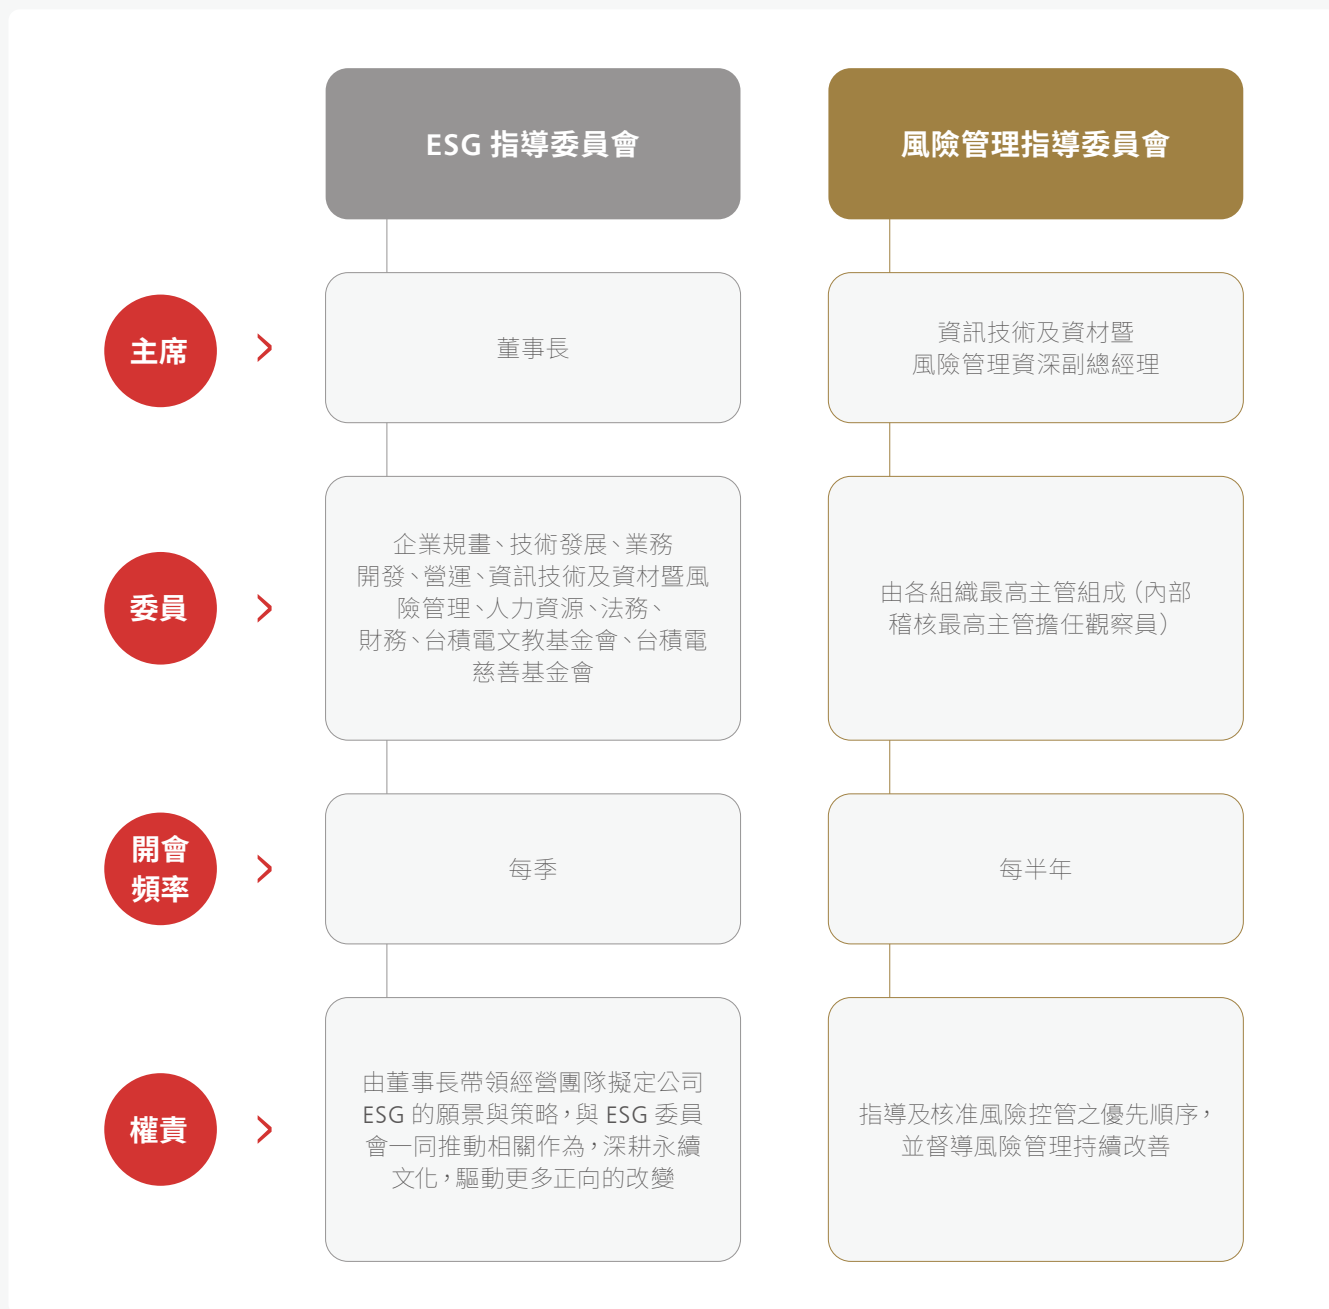 ESG 指導委員會
風險管理指導委員會
主席
董事長
資訊技術及資材暨
風險管理資深副總經理
委員
企業規畫、技術發展、業務
開發、營運、資訊技術及資材暨風
險管理、人力資源、法務、
財務、台積電文教基金會、台積電
慈善基金會
由各組織最高主管組成（內部
稽核最高主管擔任觀察員）
開會
頻率
每季
每半年
權責
由董事長帶領經營團隊擬定公司
ESG 的願景與策略，與 ESG 委員
會一同推動相關作為，深耕永續
文化，驅動更多正向的改變
指導及核准風險控管之優先順序，
並督導風險管理持續改善